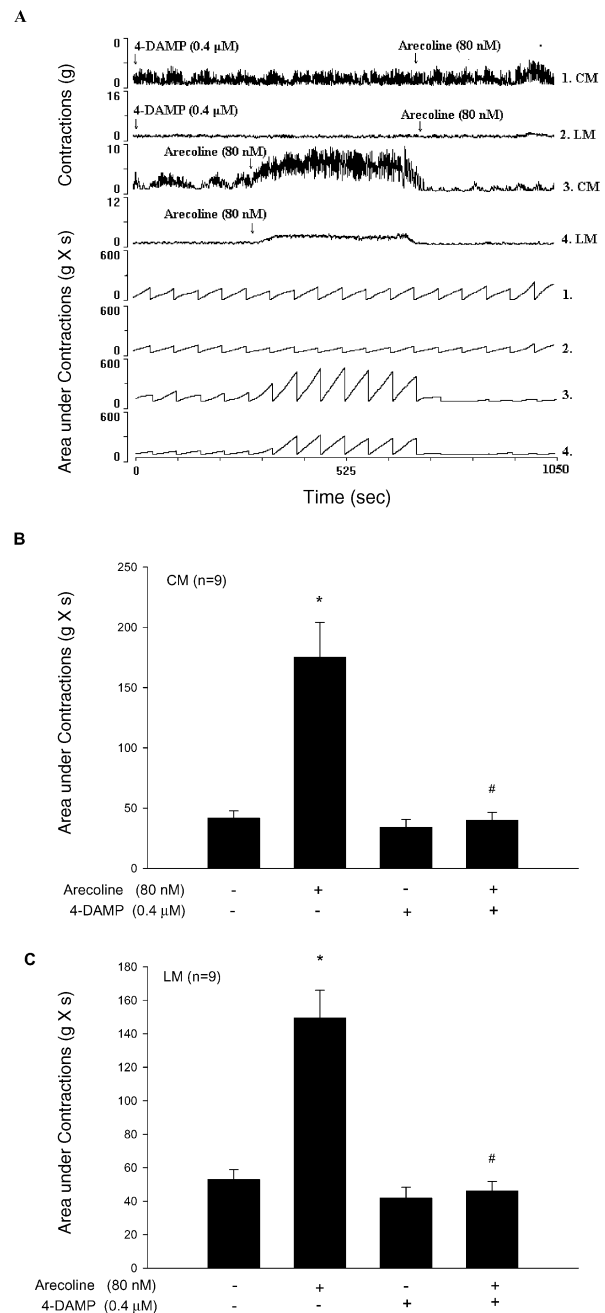 A
Contractions (g)
0
0
4-DAMP (0.4 µM)
Arecoline (80 nM)
1. CM
16
0
4-DAMP (0.4 µM)
Arecoline (80 nM)
2. LM
10
0
Arecoline (80 nM)
3. CM
12
0
Arecoline (80 nM)
4. LM
Area under Contractions (g X s)
600
0
1.
600
0
2.
600
0
3.
600
0
4.
0
525
1050
Time (sec)
B
CM (n=9)
Area under Contractions (g X s)
250
200
150
100
50
0
*
#
Arecoline (80 nM) - + - +
4-DAMP (0.4 µM) - - + +
C
LM (n=9)
Area under Contractions (g X s)
180
160
140
120
100
80
60
40
20
0
*
#
Arecoline (80 nM) - + - +
4-DAMP (0.4 µM) - - + +